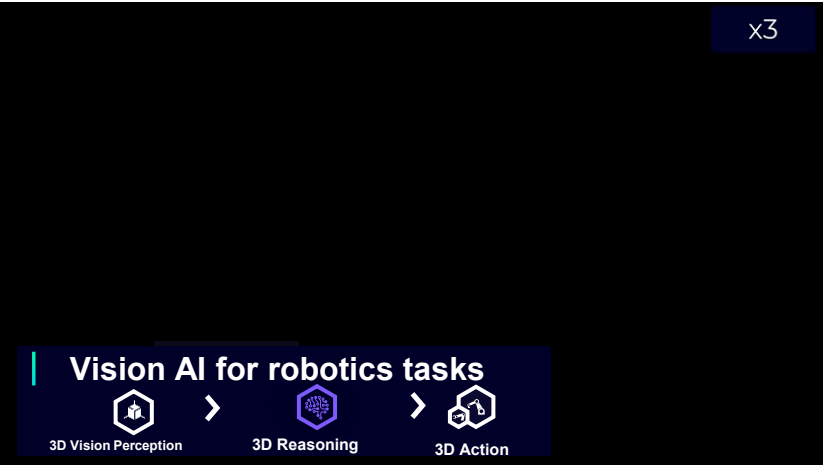 x3
Vision AI for robotics tasks
3D Vision Perception
3D Reasoning
3D Action